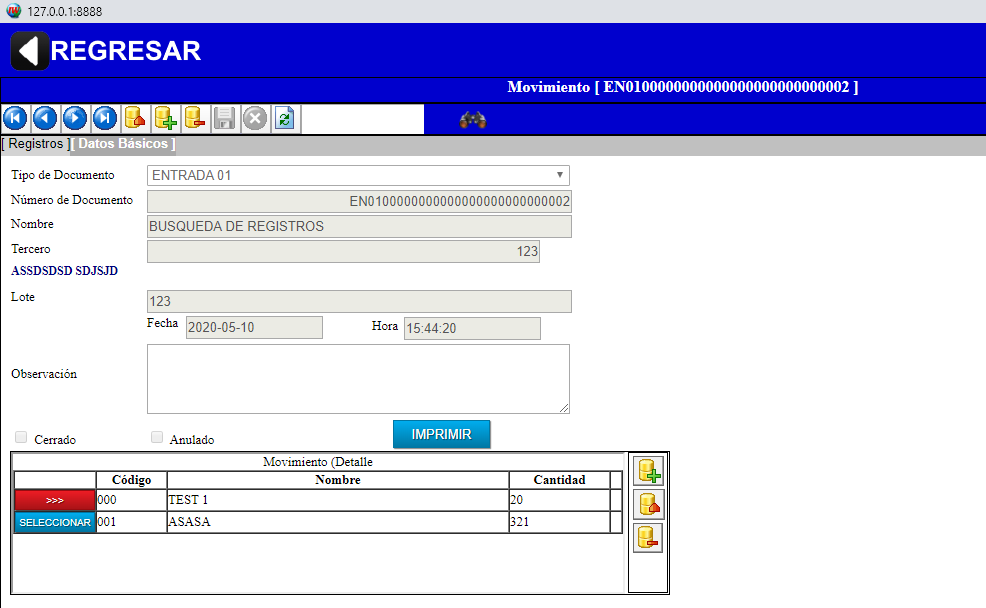 127.0.0.1:8888
REGRESAR
Movimiento [ EN0100000000000000000000000002 ]
[ Registros ][ Datos Básicos ]
Tipo de Documento ENTRADA 01
Número de Documento EN0100000000000000000000000002
Nombre BUSQUEDA DE REGISTROS
Tercero 123
ASSDSDSD SDJSJD
Lote 123
Fecha 2020-05-10 Hora 15:44:20
Observación
Cerrado Anulado IMPRIMIR
Movimiento (Detalle
Código Nombre Cantidad
>>> 000 TEST 1 20
SELECCIONAR 001 ASASA 321